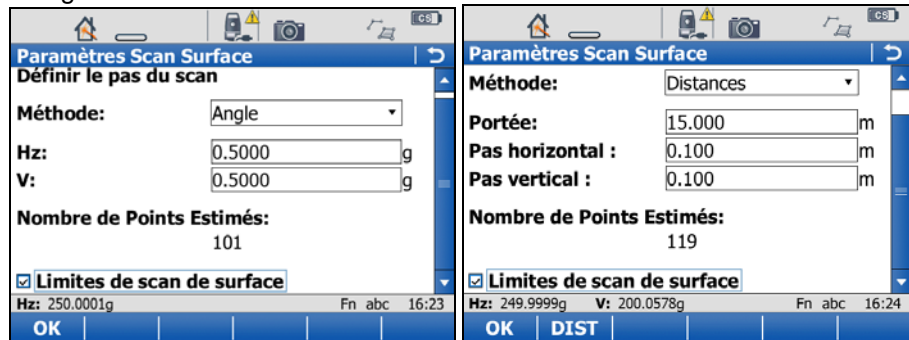 CS
Paramètres Scan Surface
Définir le pas du scan
Méthode: Angle
Hz: 0.5000 g
V: 0.5000 g
Nombre de Points Estimés:
101
Limites de scan de surface
Hz: 250.0001g Fn abc 16:23
OK
CS
Paramètres Scan Surface
Méthode: Distances
Portée: 15.000 m
Pas horizontal : 0.100 m
Pas vertical : 0.100 m
Nombre de Points Estimés:
119
Limites de scan de surface
Hz: 249.9999g V: 200.0578g Fn abc 16:24
OK DIST